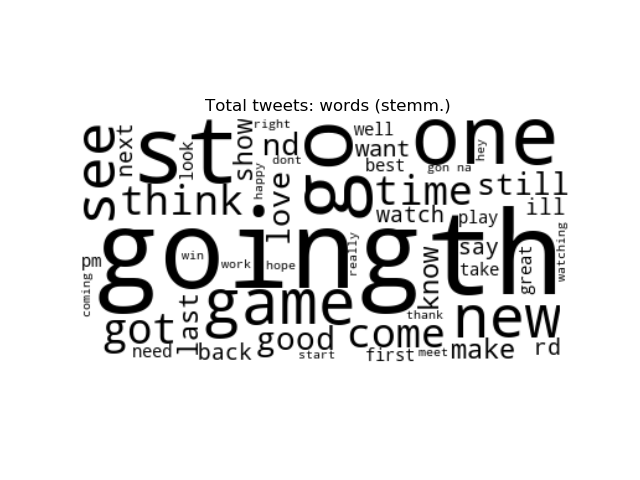 Total tweets: words (stemm.)
see
next
st
look
show
right
nd
dont
happy
go
well
want
best
one
gon na
hey
think
love
time
still
watch
play
ill
going
th
pm
coming
win
work
hope
really
know
say
take
great
watching
got
last
game
good
thank
come
new
need
back
start
first
meet
make
rd